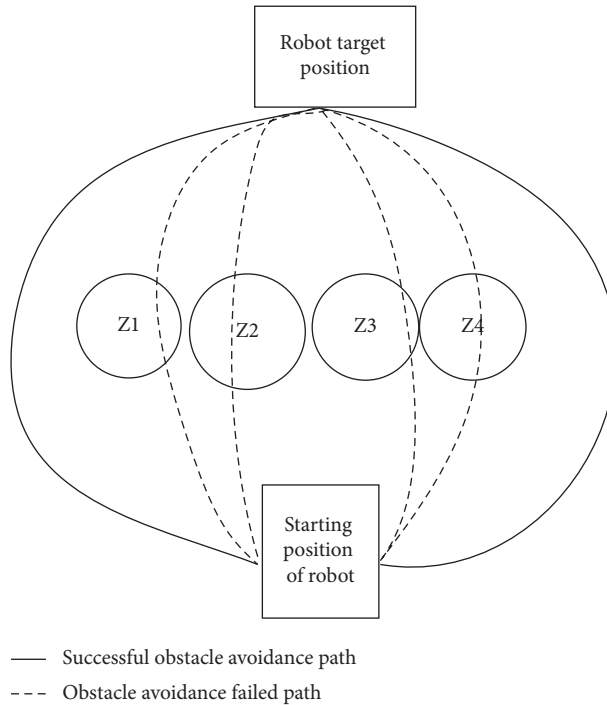 Robot target
position
Z1
Z2
Z3
Z4
Starting
position
of robot
Successful obstacle avoidance path
Obstacle avoidance failed path